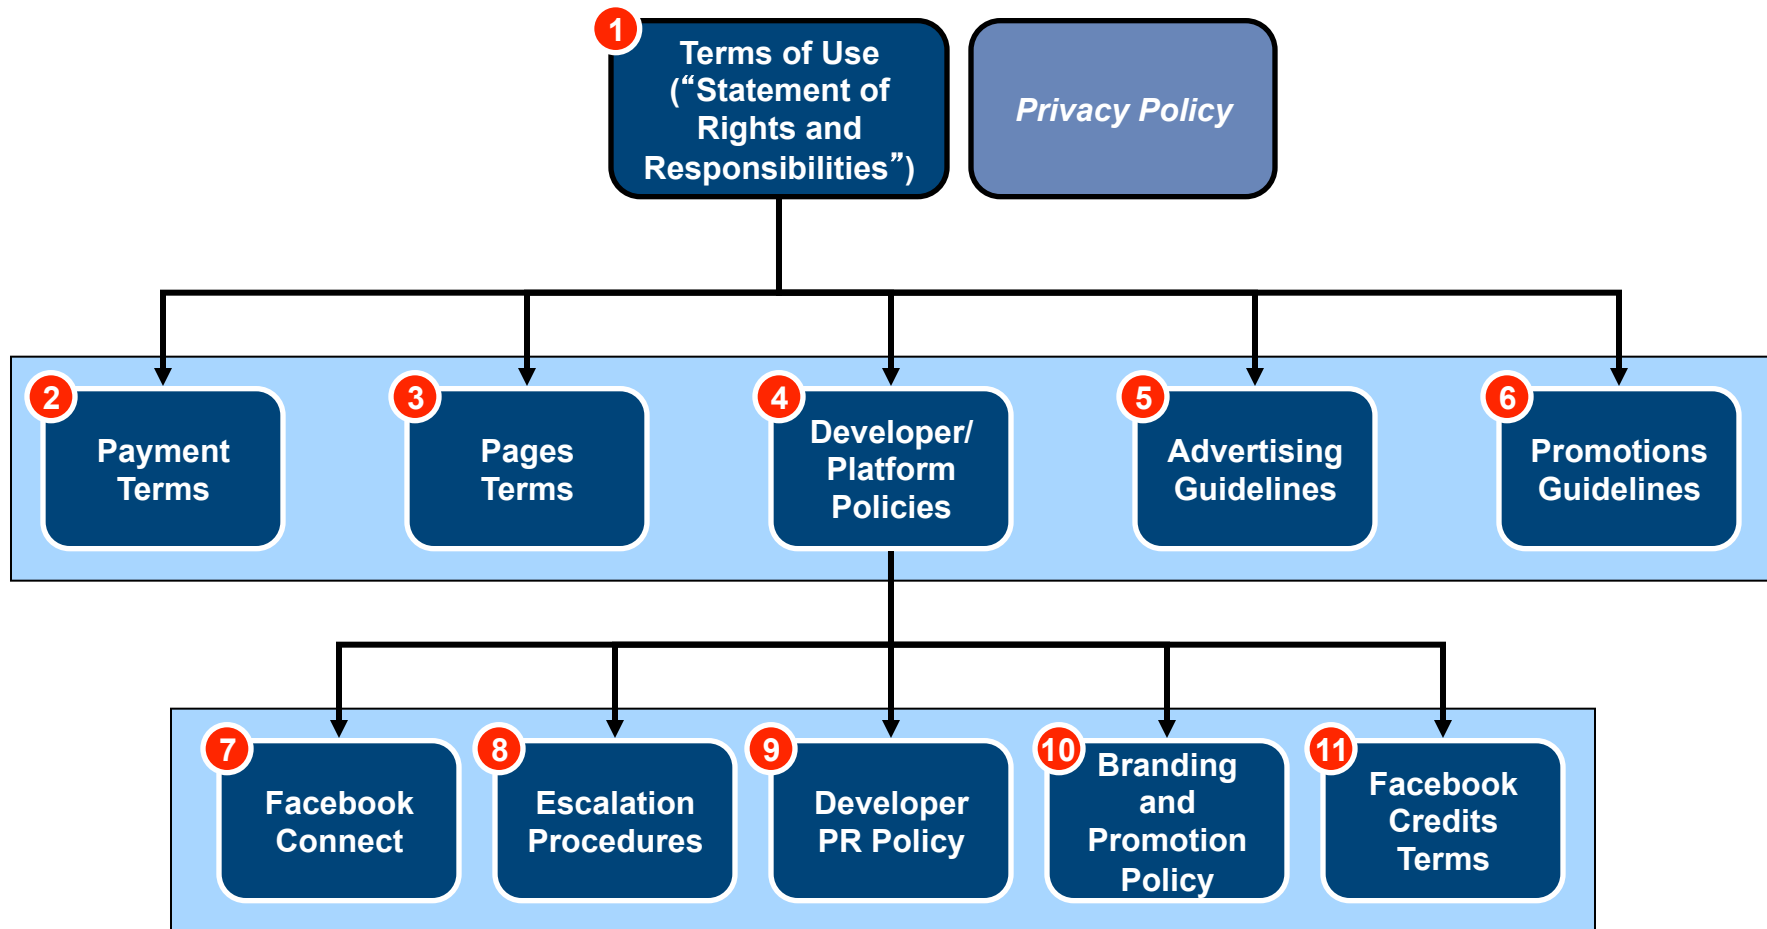 1
Terms of Use
(“Statement of
Rights and
Responsibilities”)
Privacy Policy
2
Payment
Terms
3
Pages
Terms
4
Developer/
Platform
Policies
5
Advertising
Guidelines
6
Promotions
Guidelines
7
Facebook
Connect
8
Escalation
Procedures
9
Developer
PR Policy
10
Branding
and
Promotion
Policy
11
Facebook
Credits
Terms